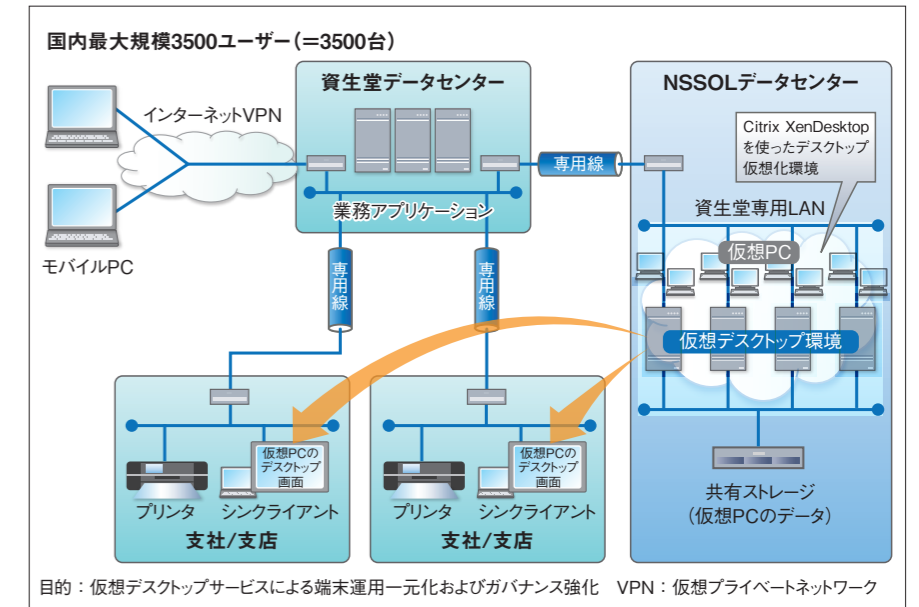 国内最大規模3500ユーザー(=3500台)
資生堂データセンター
NSSOLデータセンター
インターネットVPN
Citrix XenDesktop
を使ったデスクトップ
仮想化環境
専用線
資生堂専用LAN
業務アプリケーション
モバイルPC
仮想PC
専用線
専用線
仮想デスクトップ環境
仮想PCの
デスクトップ
画面
仮想PCの
デスクトップ
画面
プリンタ
シンクライアント
プリンタ
シンクライアント
支社/支店
支社/支店
共有ストレージ
(仮想PCのデータ)
目的:仮想デスクトップサービスによる端末運用一元化およびガバナンス強化 VPN:仮想プライベートネットワーク